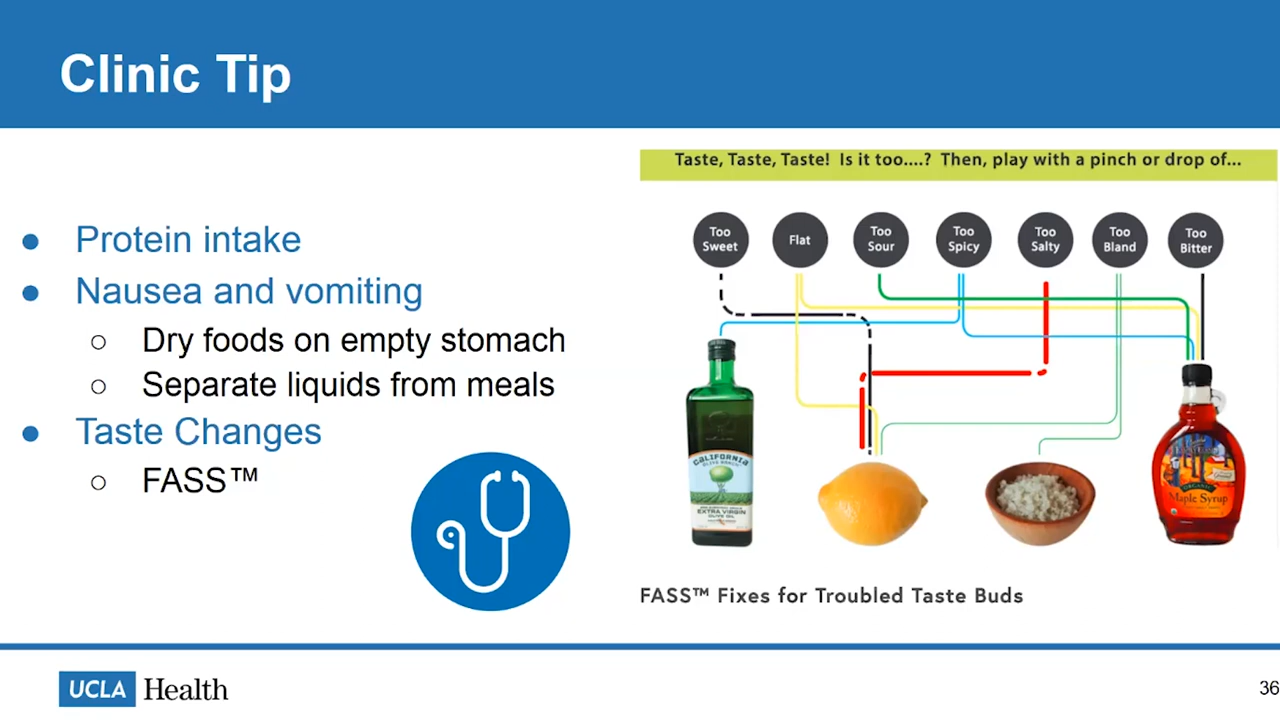 Clinic Tip
Protein intake
Nausea and vomiting
Dry foods on empty stomach
Separate liquids from meals
Taste Changes
FASS™
Taste, Taste, Taste! Is it too....? Then, play with a pinch or drop of...
Too Sweet
Flat
Too Sour
Too Spicy
Too Salty
Too Bland
Too Bitter
CALIFORNIA
OLIVE RANCH
EXTRA VIRGIN
OLIVE OIL
ORGANIC
Maple Syrup
FASS™ Fixes for Troubled Taste Buds
UCLA Health
36